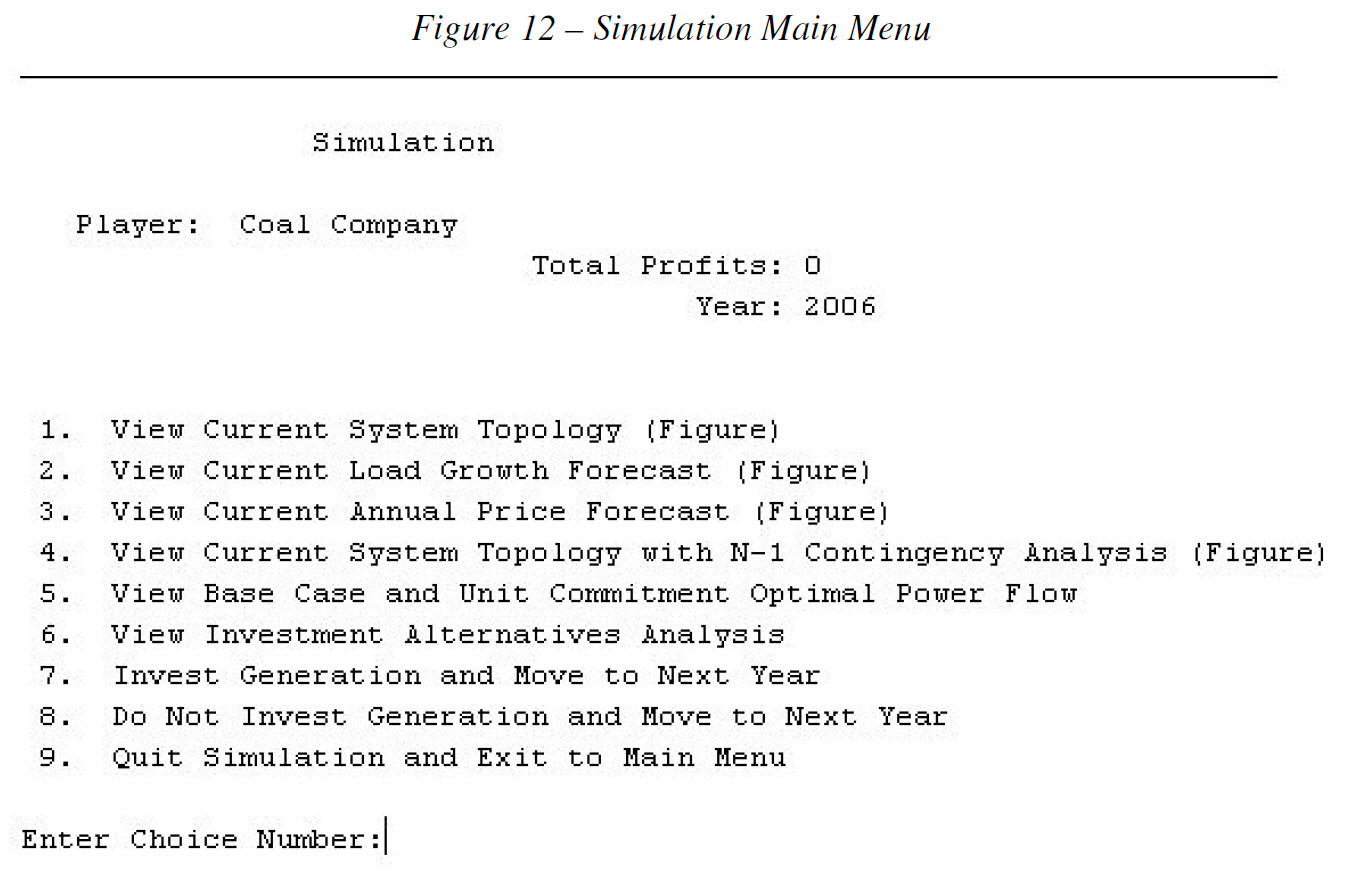 Figure 12 – Simulation Main Menu
Simulation
Player: Coal Company
Total Profits: 0
Year: 2006
1. View Current System Topology (Figure)
2. View Current Load Growth Forecast (Figure)
3. View Current Annual Price Forecast (Figure)
4. View Current System Topology with N-1 Contingency Analysis (Figure)
5. View Base Case and Unit Commitment Optimal Power Flow
6. View Investment Alternatives Analysis
7. Invest Generation and Move to Next Year
8. Do Not Invest Generation and Move to Next Year
9. Quit Simulation and Exit to Main Menu
Enter Choice Number: